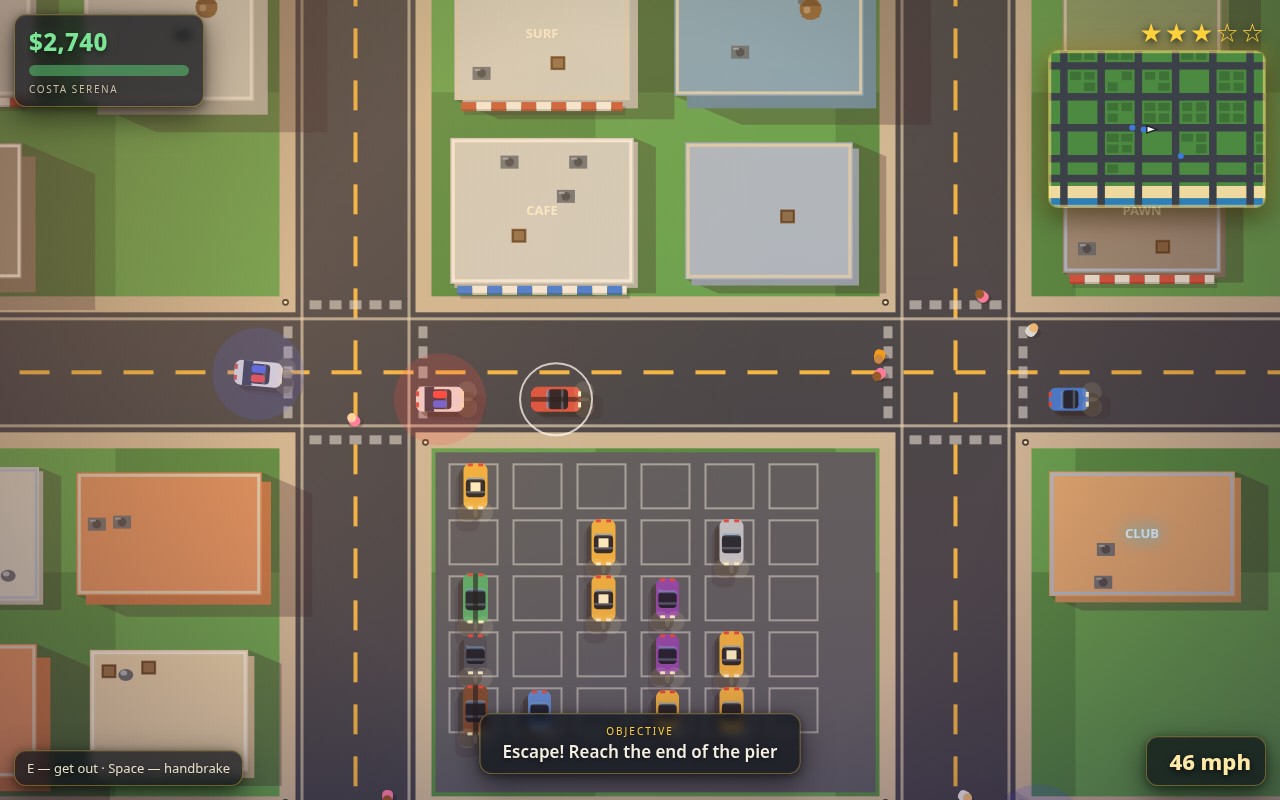 $2,740
COSTA SERENA
★★★☆☆
SURF
CAFE
PAWN
CLUB
OBJECTIVE
Escape! Reach the end of the pier
E — get out · Space — handbrake
46 mph